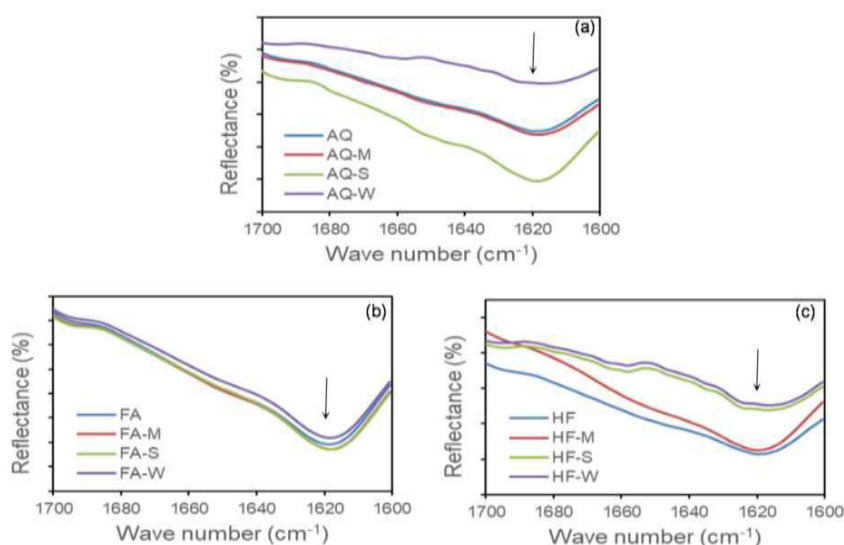 (a)
Reflectance (%)
AQ
AQ-M
AQ-S
AQ-W
1700 1680 1660 1640 1620 1600
Wave number (cm⁻¹)
(b)
Reflectance (%)
FA
FA-M
FA-S
FA-W
1700 1680 1660 1640 1620 1600
Wave number (cm⁻¹)
(c)
Reflectance (%)
HF
HF-M
HF-S
HF-W
1700 1680 1660 1640 1620 1600
Wave number (cm⁻¹)